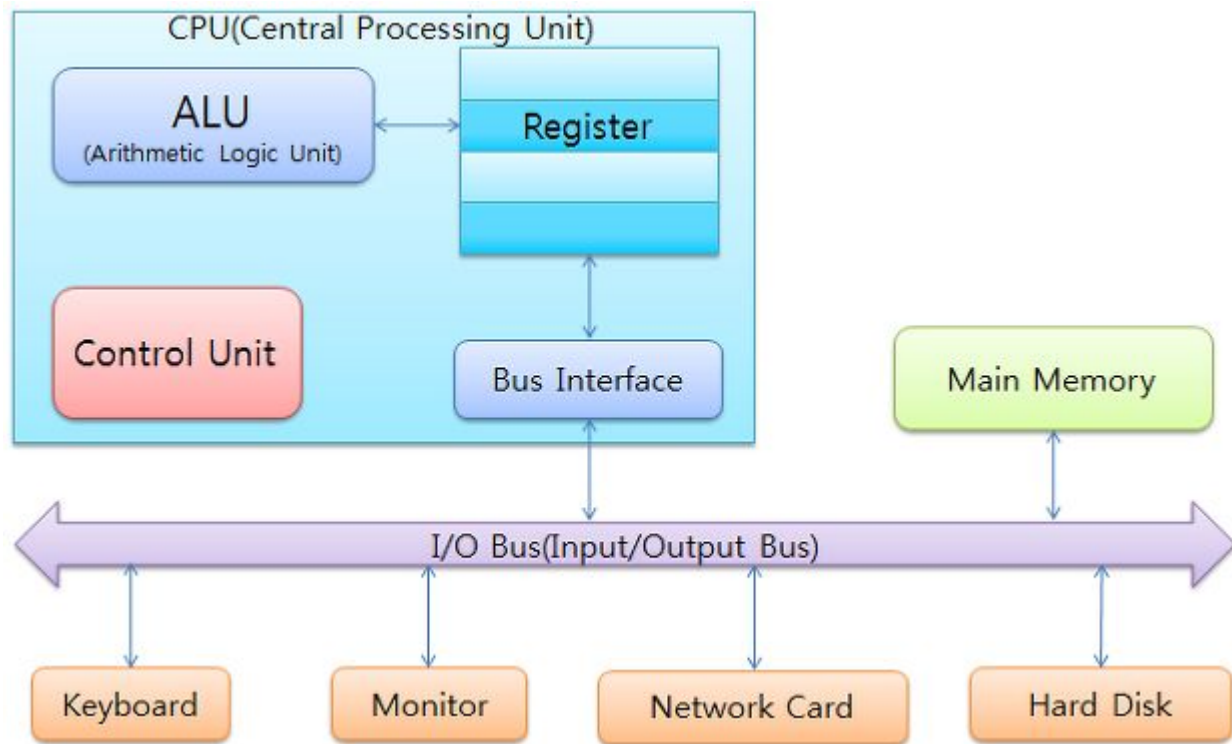 CPU(Central Processing Unit)
ALU
(Arithmetic Logic Unit)
Register
Control Unit
Bus Interface
Main Memory
I/O Bus(Input/Output Bus)
Keyboard
Monitor
Network Card
Hard Disk